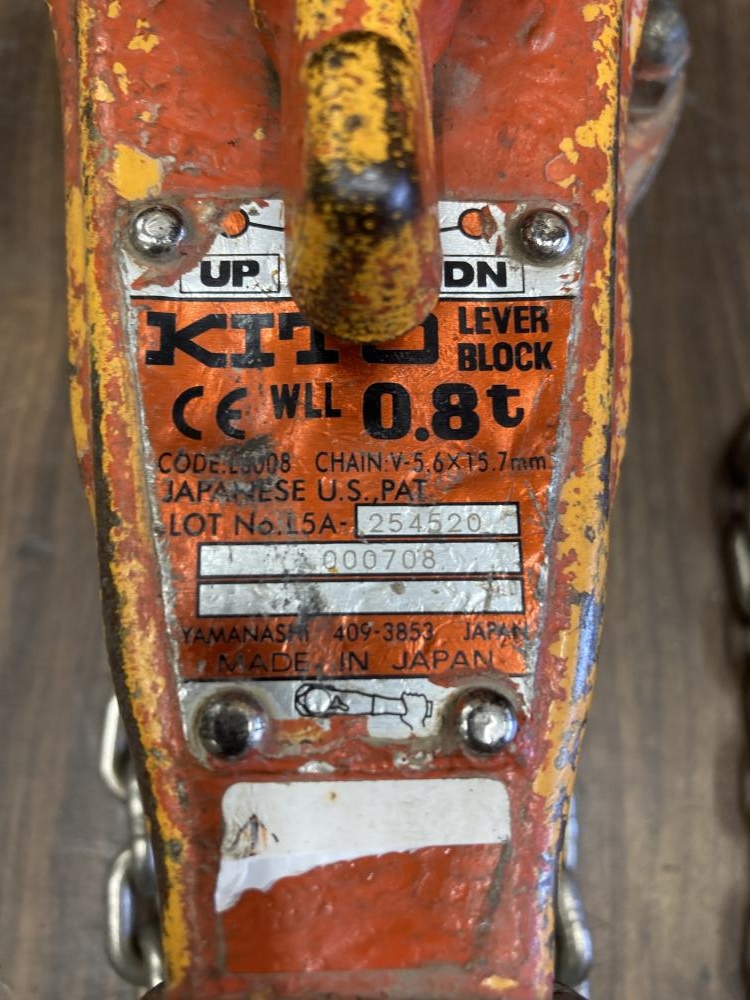 UP DN
KITO LEVER
BLOCK
CE WLL 0.8t
CODE:L5008 CHAIN:V-5.6X15.7mm
JAPANESE U.S.,PAT.
LOT No.L5A-254520
000708
YAMANASHI 409-3853 JAPAN
MADE IN JAPAN